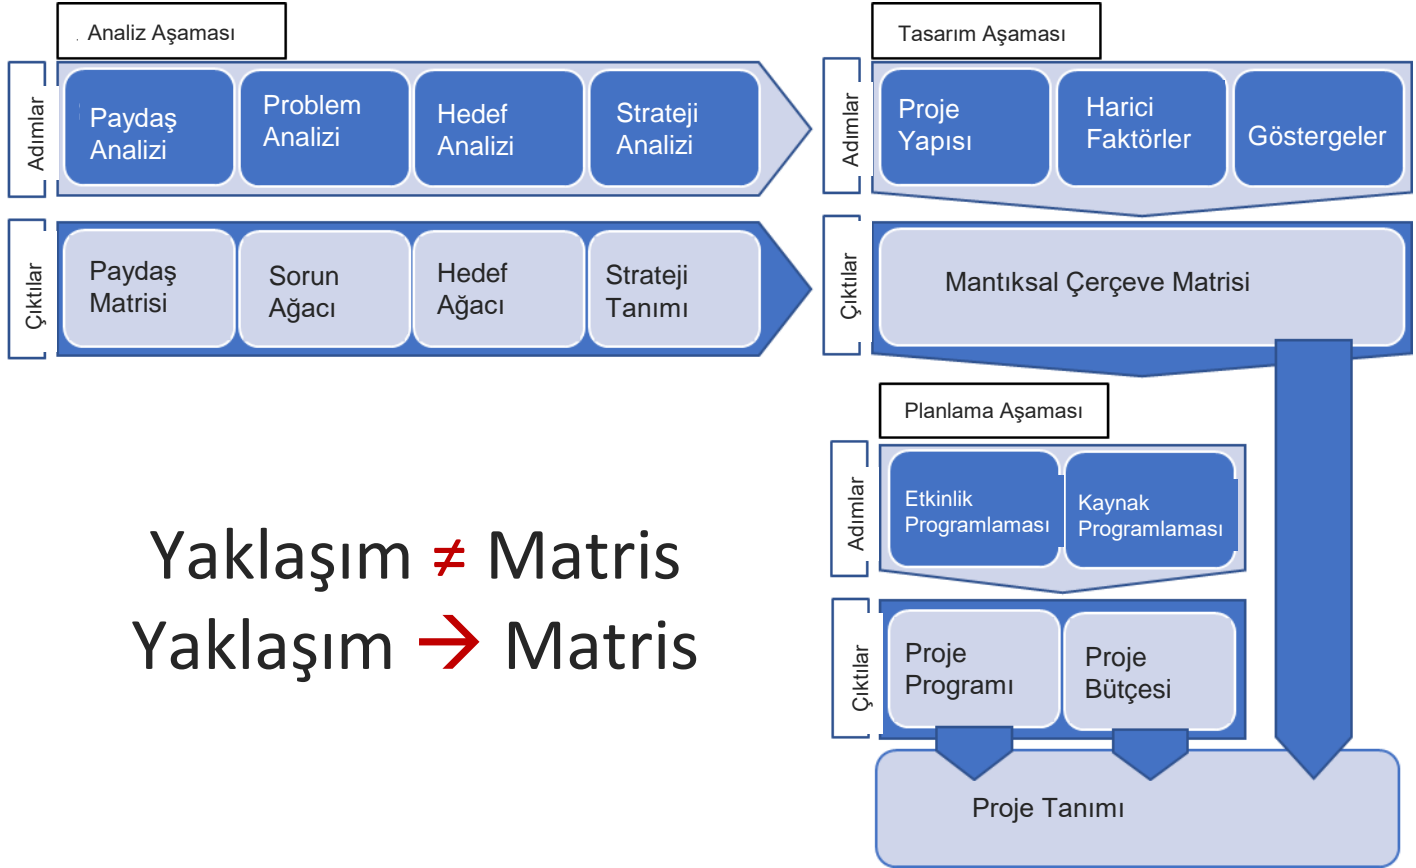 Analiz Aşaması
Adımlar
Paydaş
Analizi
Problem
Analizi
Hedef
Analizi
Strateji
Analizi
Çıktılar
Paydaş
Matrisi
Sorun
Ağacı
Hedef
Ağacı
Strateji
Tanımı
Tasarım Aşaması
Adımlar
Proje
Yapısı
Harici
Faktörler
Göstergeler
Çıktılar
Mantıksal Çerçeve Matrisi
Planlama Aşaması
Adımlar
Etkinlik
Programlaması
Kaynak
Programlaması
Çıktılar
Proje
Programı
Proje
Bütçesi
Proje Tanımı
Yaklaşım ≠ Matris
Yaklaşım → Matris